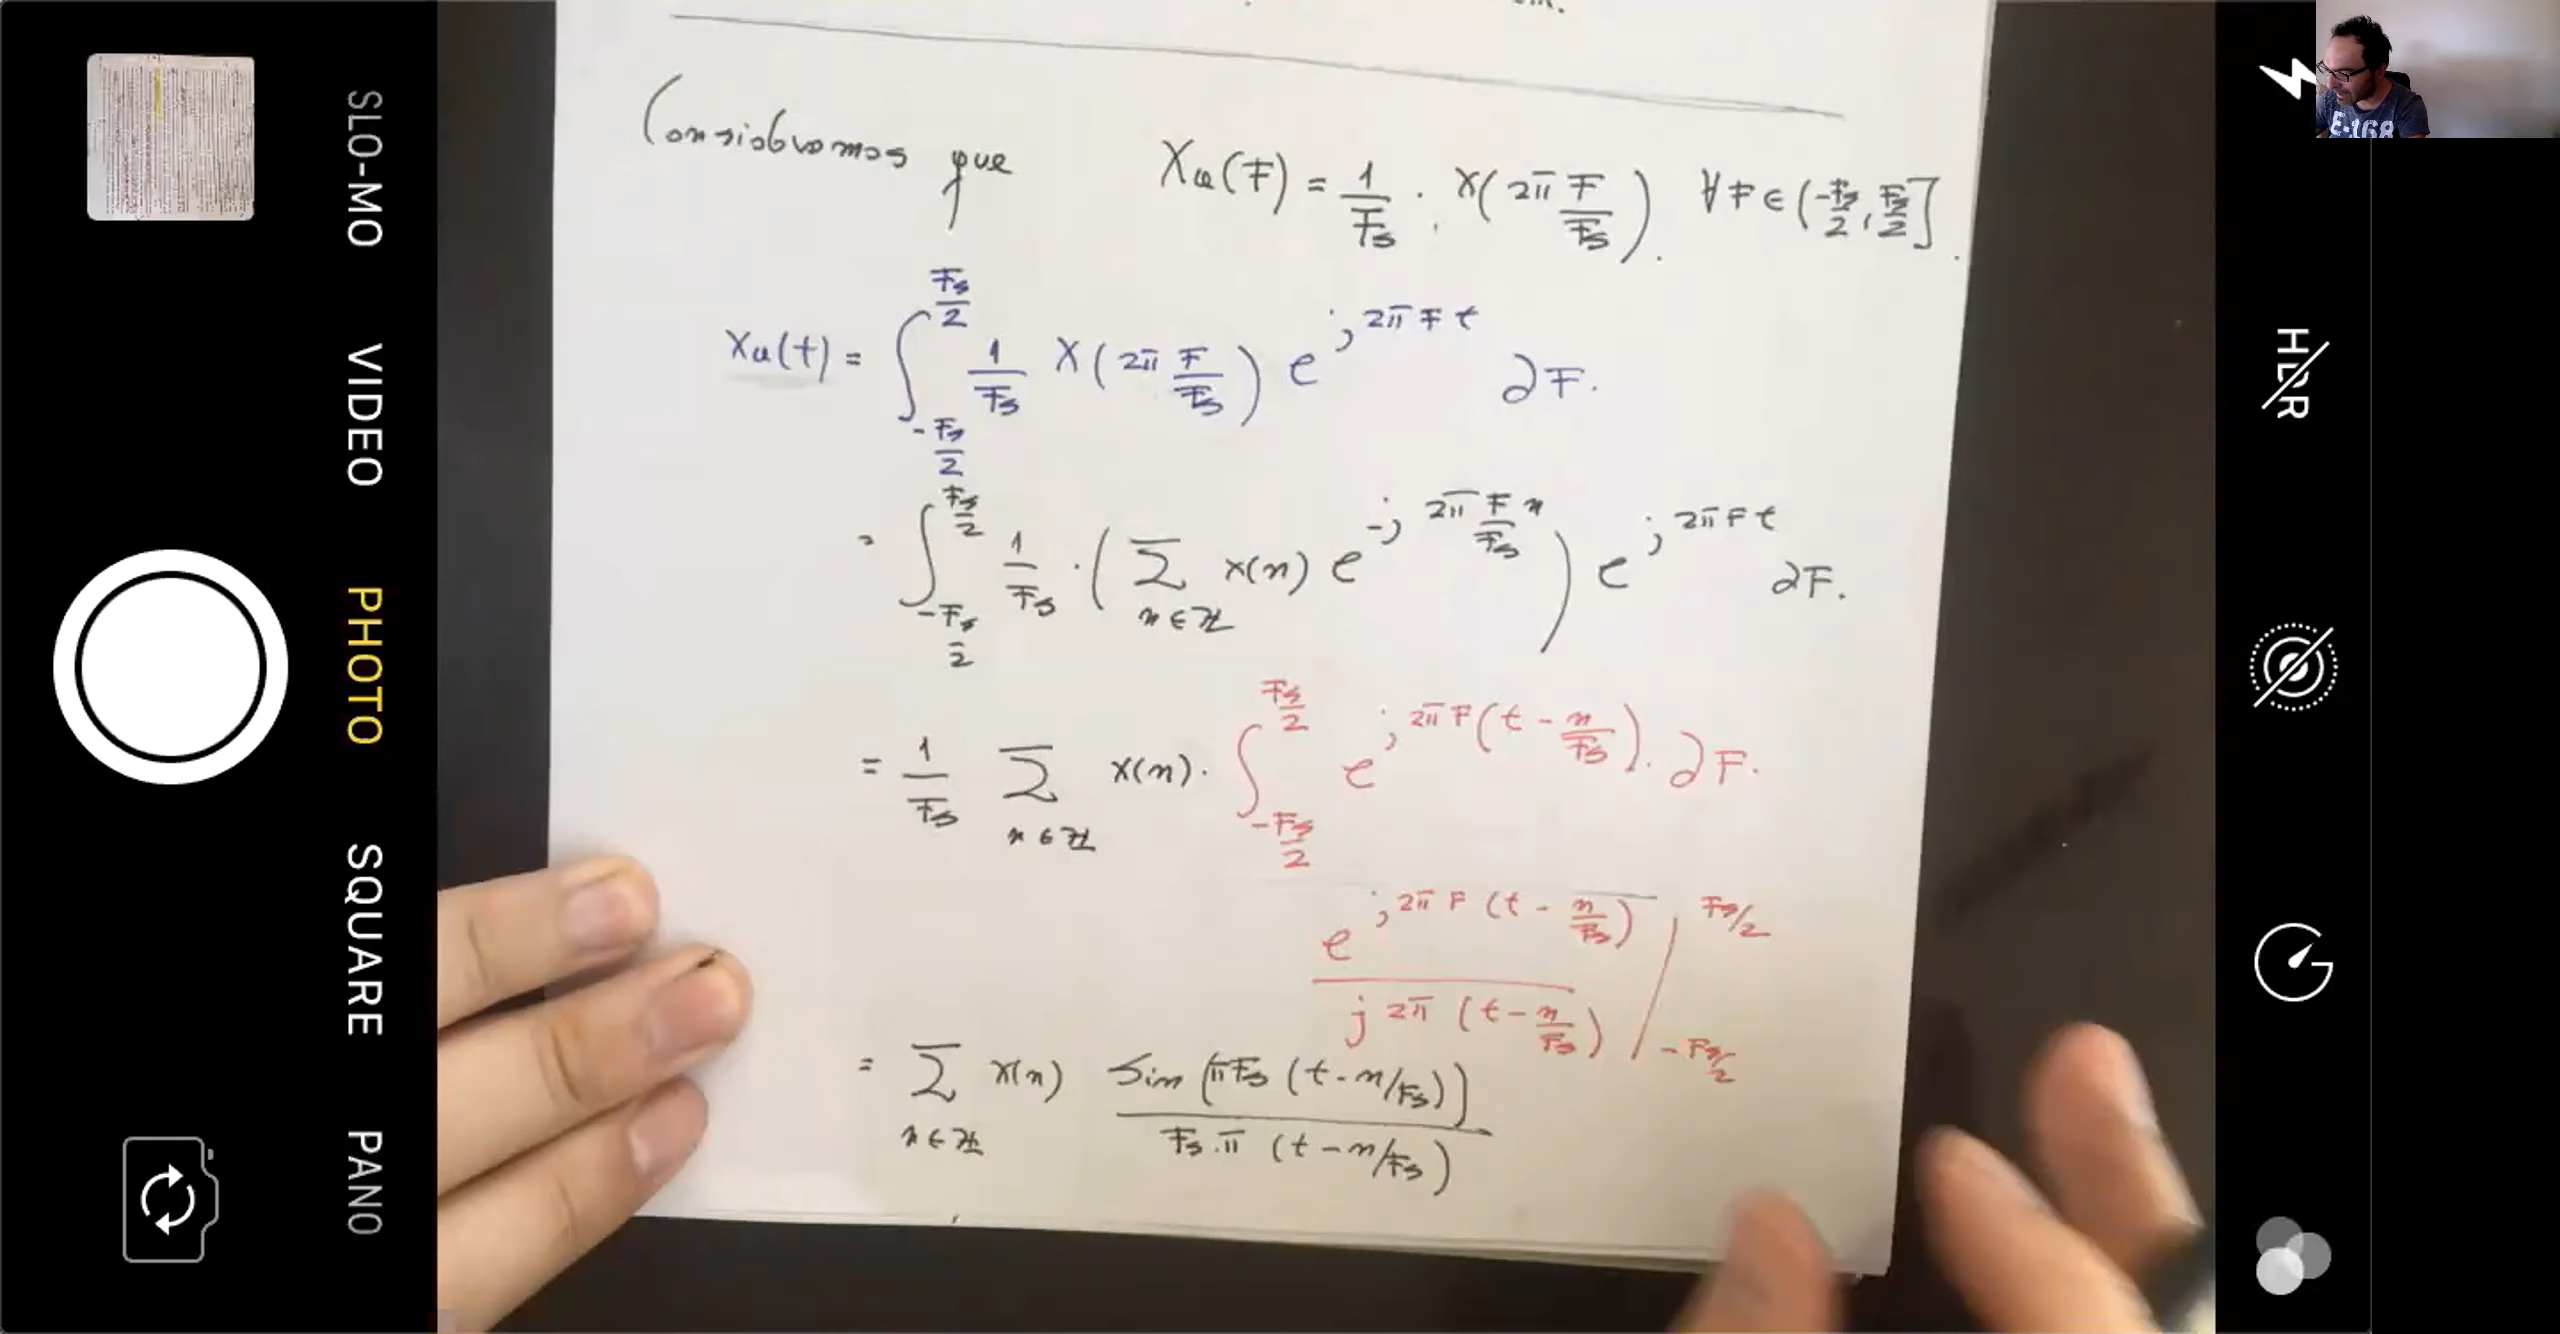 SLO-MO
VIDEO
PHOTO
SQUARE
PANO
HDR
E-168
Consideramos que Xa(F) = 1/Fs · X(2π F/Fs). ∀F ∈ (-Fs/2, Fs/2].
Xa(t) = ∫_{-Fs/2}^{Fs/2} 1/Fs X(2π F/Fs) e^{j2πFt} ∂F.
= ∫_{-Fs/2}^{Fs/2} 1/Fs · (∑_{n∈ℤ} x(n) e^{-j2π F/Fs n}) e^{j2πFt} ∂F.
= 1/Fs ∑_{n∈ℤ} x(n) · ∫_{-Fs/2}^{Fs/2} e^{j2πF(t - n/Fs)} · ∂F.
e^{j2πF(t - n/Fs)} / j2π(t - n/Fs) |_{-Fs/2}^{Fs/2}
= ∑_{n∈ℤ} x(n) Sin(πFs(t-n/Fs)) / Fs.π (t-n/Fs)